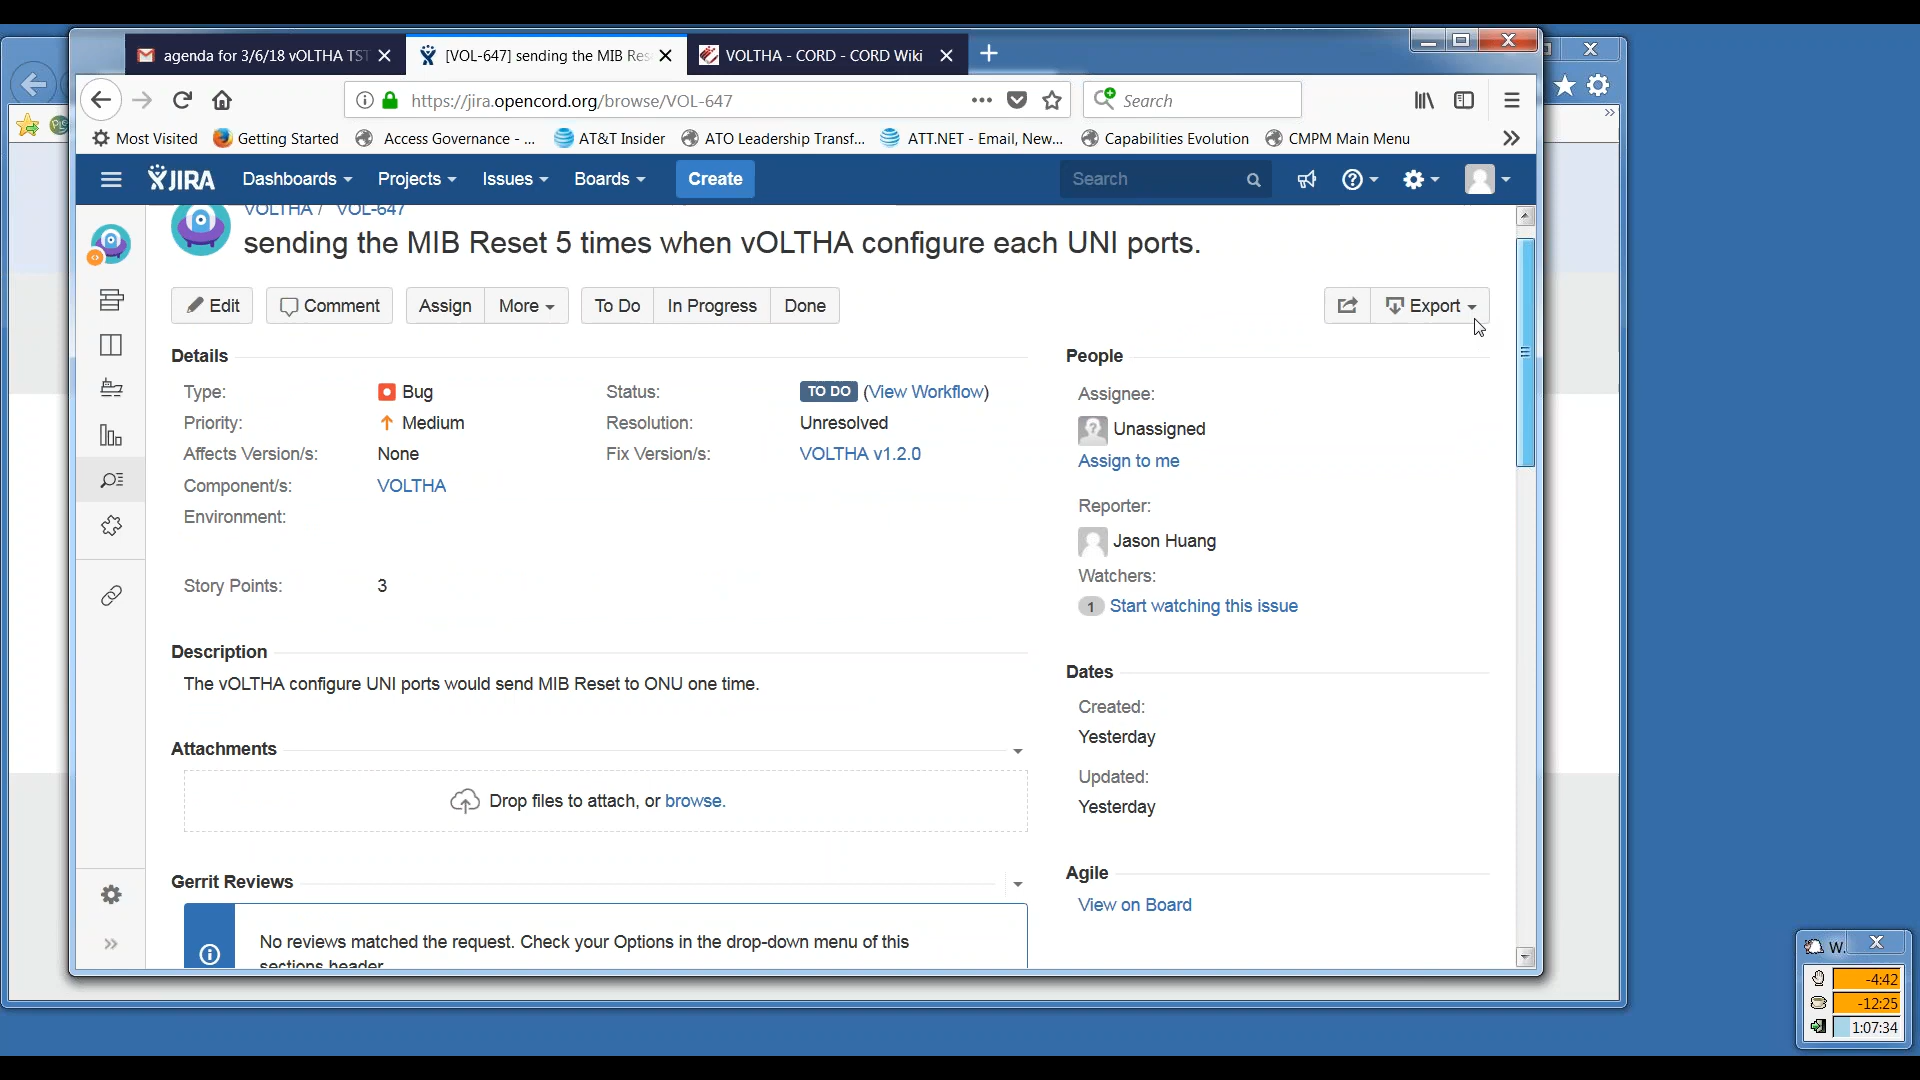 agenda for 3/6/18 vOLTHA TST
[VOL-647] sending the MIB Res
VOLTHA - CORD - CORD Wiki
https://jira.opencord.org/browse/VOL-647
Search
Most Visited
Getting Started
Access Governance - ...
AT&T Insider
ATO Leadership Transf...
ATT.NET - Email, New...
Capabilities Evolution
CMPM Main Menu
JIRA
Dashboards
Projects
Issues
Boards
Create
Search
VOLTHA / VOL-647
sending the MIB Reset 5 times when vOLTHA configure each UNI ports.
Edit
Comment
Assign
More
To Do
In Progress
Done
Export
Details
Type: Bug
Status: TO DO (View Workflow)
Priority: Medium
Resolution: Unresolved
Affects Version/s: None
Fix Version/s: VOLTHA v1.2.0
Component/s: VOLTHA
Environment:
Story Points: 3
Description
The vOLTHA configure UNI ports would send MIB Reset to ONU one time.
Attachments
Drop files to attach, or browse.
Gerrit Reviews
No reviews matched the request. Check your Options in the drop-down menu of this
sections header.
People
Assignee:
Unassigned
Assign to me
Reporter:
Jason Huang
Watchers:
1 Start watching this issue
Dates
Created:
Yesterday
Updated:
Yesterday
Agile
View on Board
W.
-4:42
-12:25
1:07:34